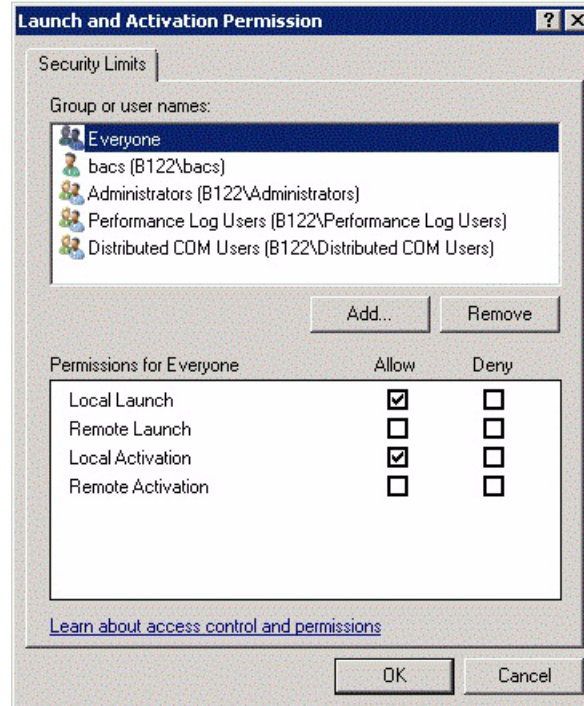 Launch and Activation Permission
Security Limits
Group or user names:
Everyone
bacs (B122\bacs)
Administrators (B122\Administrators)
Performance Log Users (B122\Performance Log Users)
Distributed COM Users (B122\Distributed COM Users)
Add... Remove
Permissions for Everyone Allow Deny
Local Launch
Remote Launch
Local Activation
Remote Activation
Learn about access control and permissions
OK Cancel